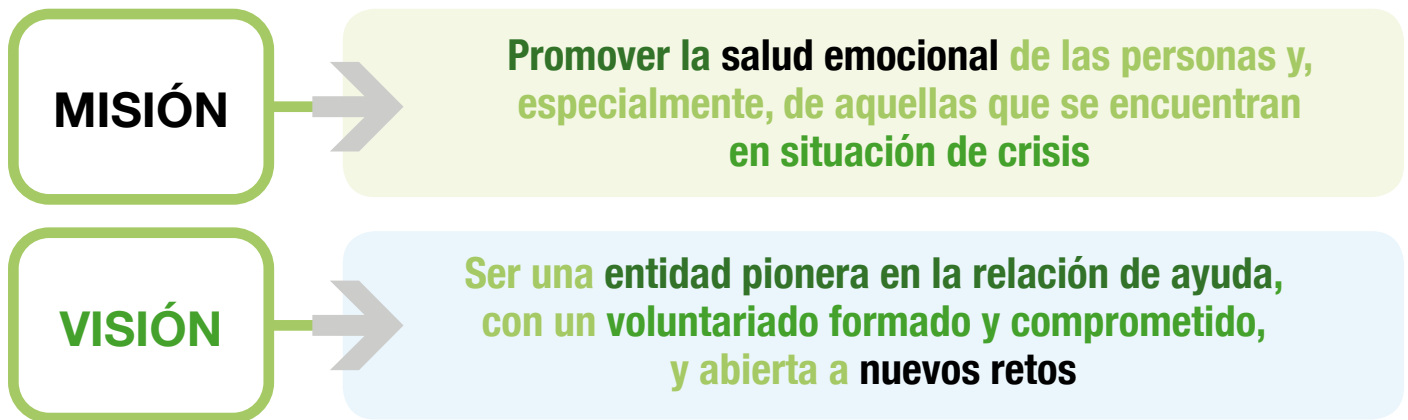 MISIÓN
Promover la salud emocional de las personas y,
especialmente, de aquellas que se encuentran
en situación de crisis
VISIÓN
Ser una entidad pionera en la relación de ayuda,
con un voluntariado formado y comprometido,
y abierta a nuevos retos